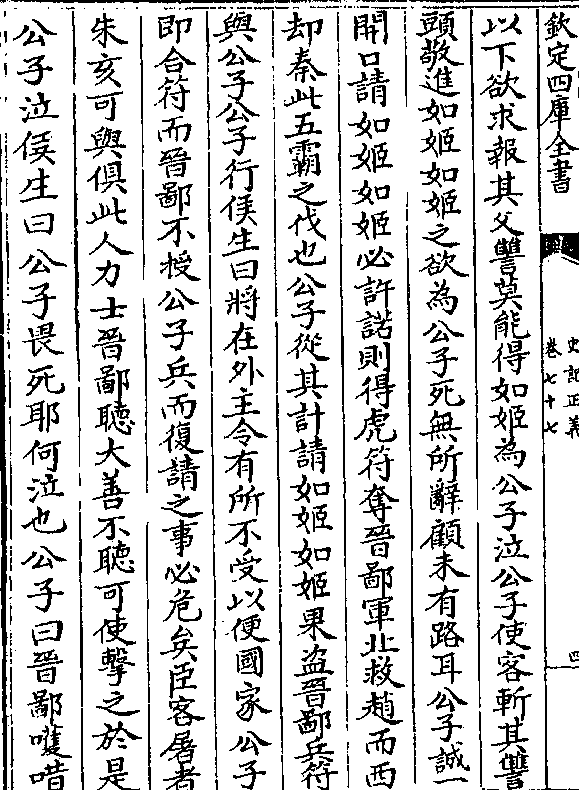 欽定四庫全書
史記正義
卷七十七
四
以下欲求報其父讐莫能得如姬為公子泣公子使客斬其讐
頭敬進如姬如姬之欲為公子死無所辭顧未有路耳公子誠一
開口請如姬如姬必許諾則得虎符奪晉鄙軍北救趙而西
却秦此五霸之伐也公子從其計請如姬如姬果盜晉鄙兵符
與公子公子行侯生曰將在外主令有所不受以便國家公子
即合符而晉鄙不授公子兵而復請之事必危矣臣客屠者
朱亥可與俱此人力士晉鄙聽大善不聽可使擊之於是
公子泣侯生曰公子畏死耶何泣也公子曰晉鄙嚄唶